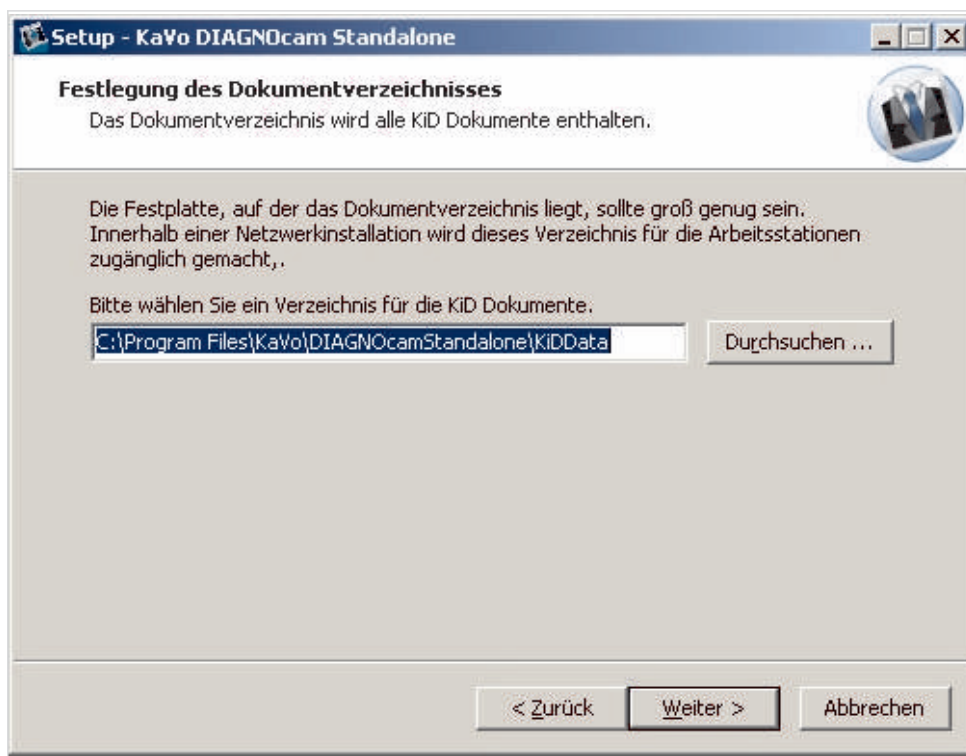 Setup - KaVo DIAGNOcam Standalone
Festlegung des Dokumentverzeichnisses
Das Dokumentverzeichnis wird alle KiD Dokumente enthalten.
Die Festplatte, auf der das Dokumentverzeichnis liegt, sollte groß genug sein.
Innerhalb einer Netzwerkinstallation wird dieses Verzeichnis für die Arbeitsstationen
zugänglich gemacht,.
Bitte wählen Sie ein Verzeichnis für die KiD Dokumente.
C:\Program Files\KaVo\DIAGNOcamStandalone\KiDData
Durchsuchen ...
< Zurück
Weiter >
Abbrechen